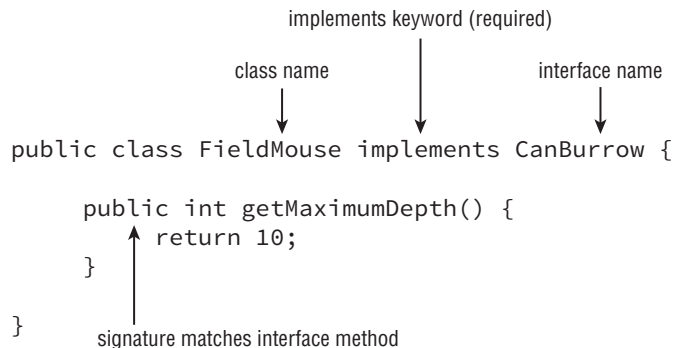 implements keyword (required)
class name
interface name
public class FieldMouse implements CanBurrow {
public int getMaximumDepth() {
return 10;
}
}
signature matches interface method